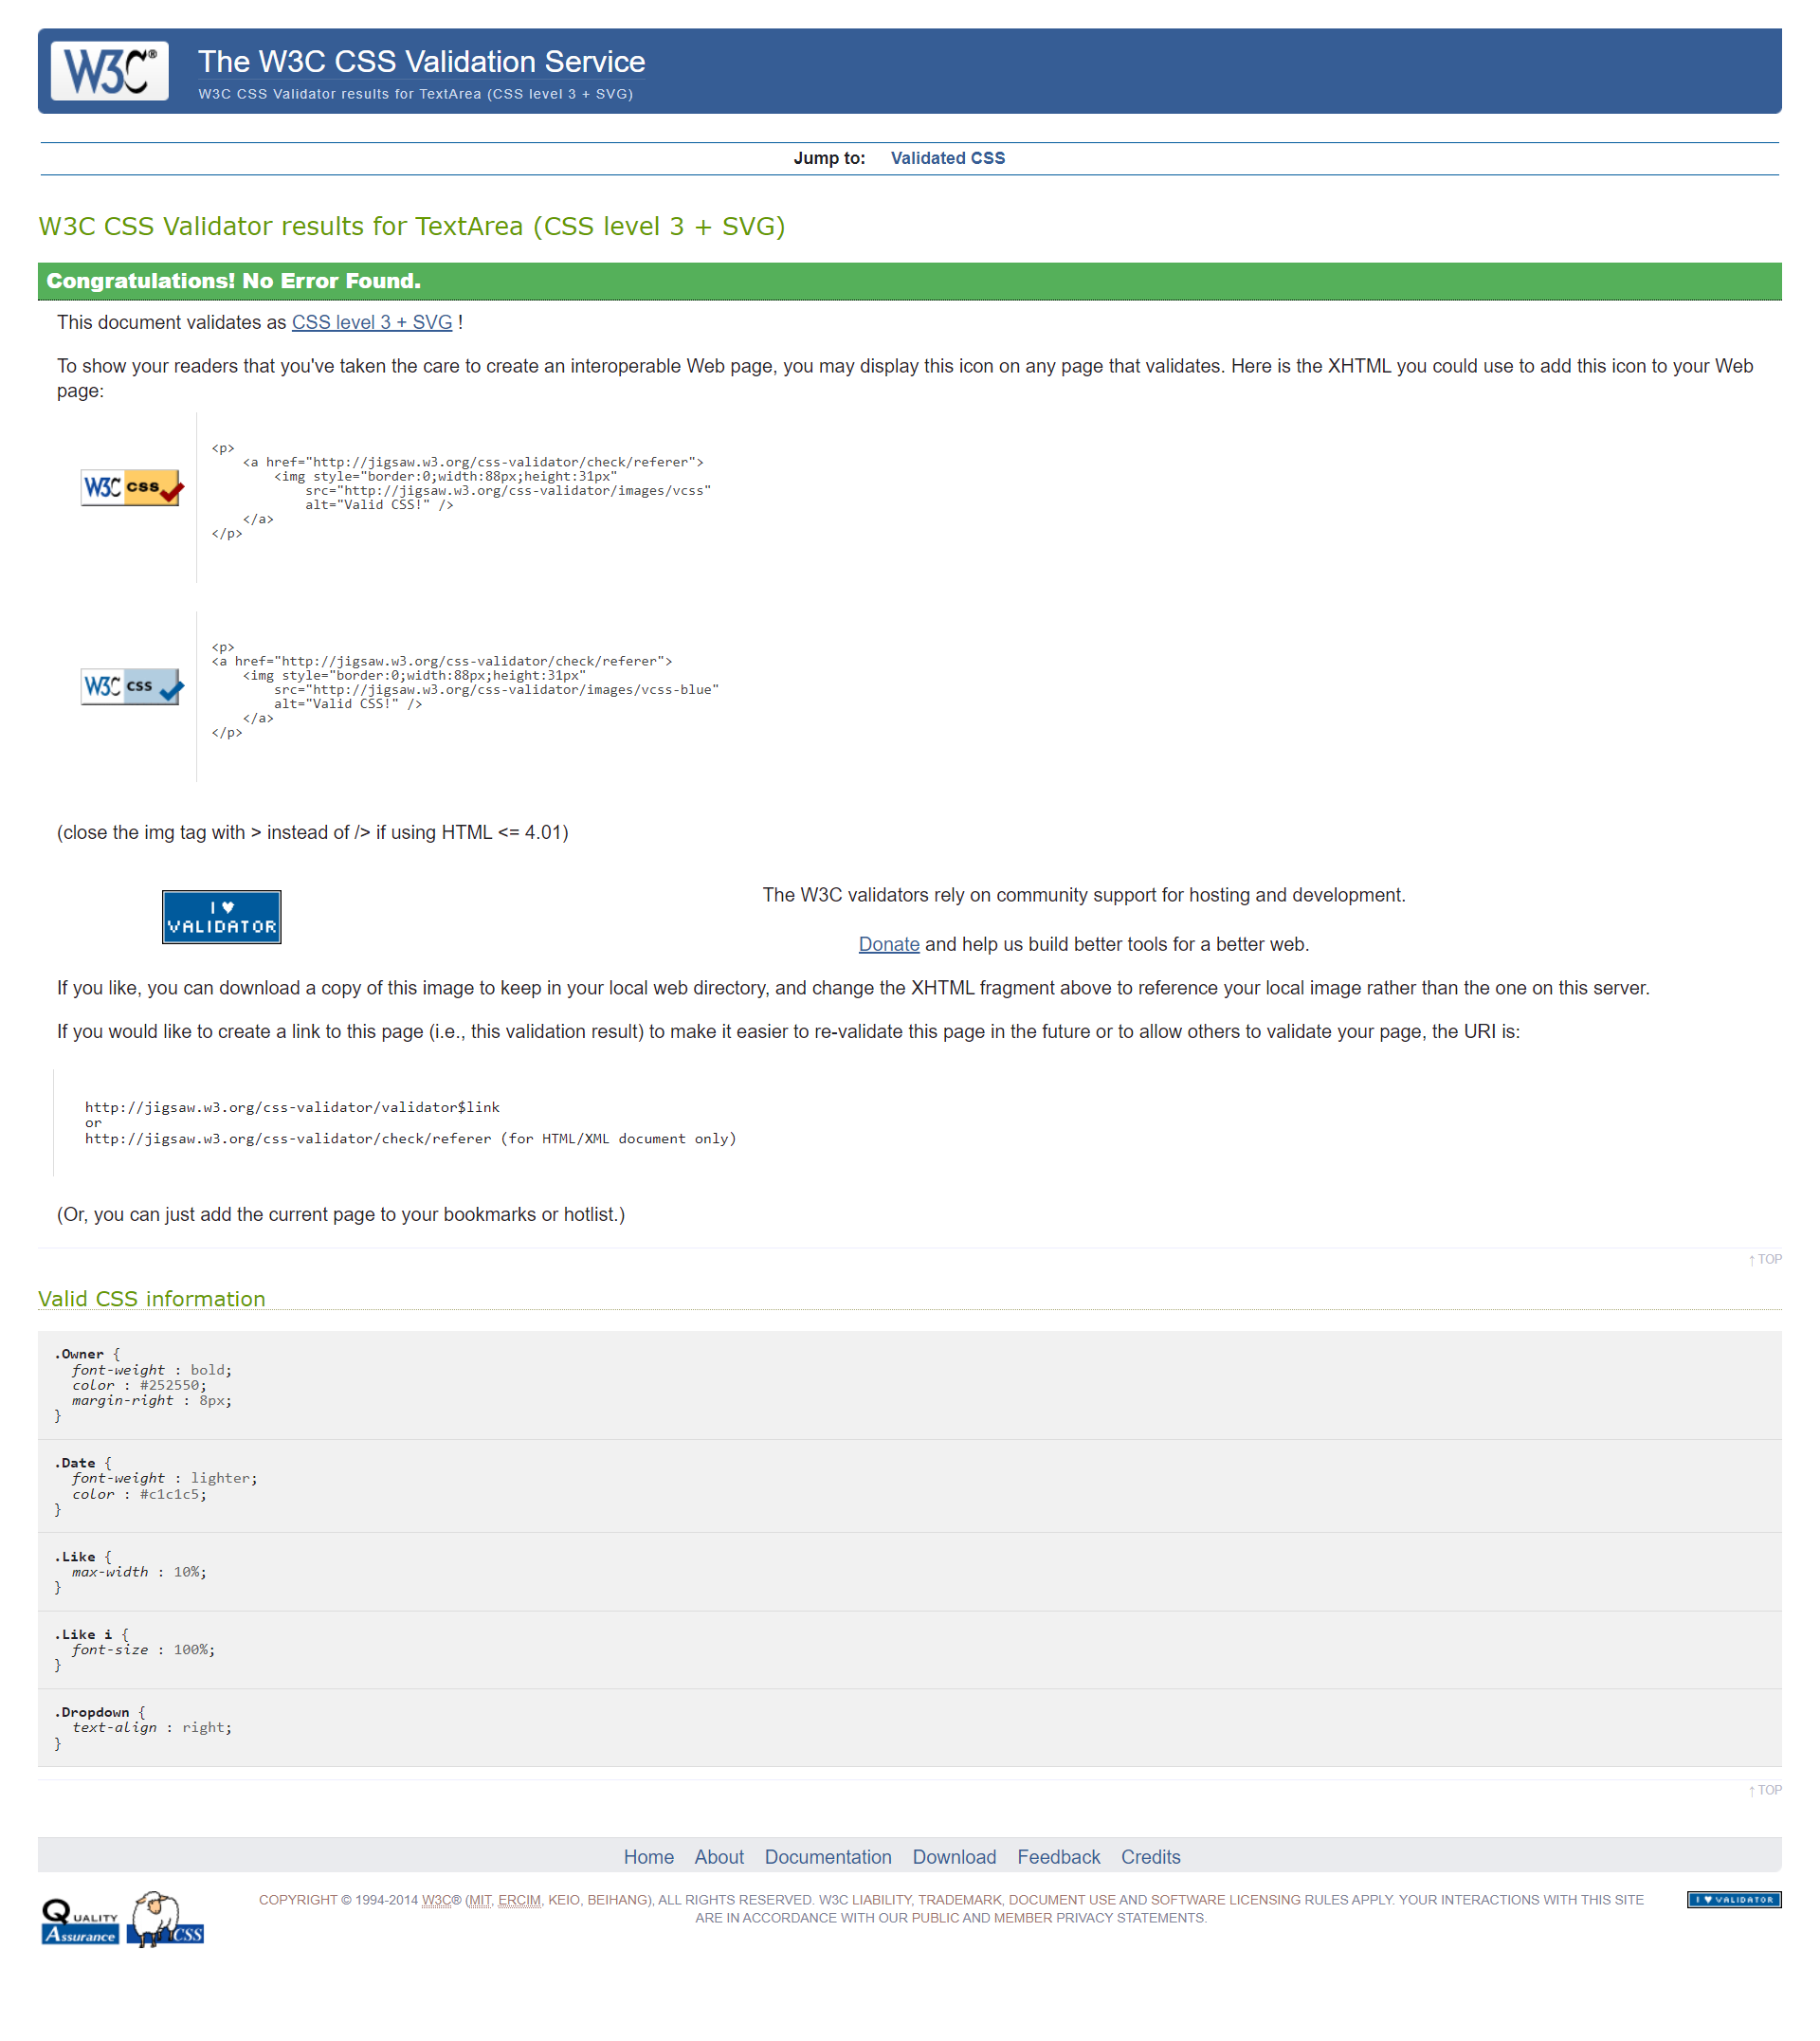 W3C®
The W3C CSS Validation Service
W3C CSS Validator results for TextArea (CSS level 3 + SVG)
Jump to: Validated CSS
W3C CSS Validator results for TextArea (CSS level 3 + SVG)
Congratulations! No Error Found.
This document validates as CSS level 3 + SVG !
To show your readers that you've taken the care to create an interoperable Web page, you may display this icon on any page that validates. Here is the XHTML you could use to add this icon to your Web
page:
W3C css
<p>
    <a href="http://jigsaw.w3.org/css-validator/check/referer">
        <img style="border:0;width:88px;height:31px"
            src="http://jigsaw.w3.org/css-validator/images/vcss"
            alt="Valid CSS!" />
    </a>
</p>
W3C css
<p>
<a href="http://jigsaw.w3.org/css-validator/check/referer">
    <img style="border:0;width:88px;height:31px"
        src="http://jigsaw.w3.org/css-validator/images/vcss-blue"
        alt="Valid CSS!" />
    </a>
</p>
(close the img tag with > instead of /> if using HTML <= 4.01)
I ♥
VALIDATOR
The W3C validators rely on community support for hosting and development.
Donate and help us build better tools for a better web.
If you like, you can download a copy of this image to keep in your local web directory, and change the XHTML fragment above to reference your local image rather than the one on this server.
If you would like to create a link to this page (i.e., this validation result) to make it easier to re-validate this page in the future or to allow others to validate your page, the URI is:
http://jigsaw.w3.org/css-validator/validator$link
or
http://jigsaw.w3.org/css-validator/check/referer (for HTML/XML document only)
(Or, you can just add the current page to your bookmarks or hotlist.)
↑ TOP
Valid CSS information
.Owner {
  font-weight : bold;
  color : #252550;
  margin-right : 8px;
}
.Date {
  font-weight : lighter;
  color : #c1c1c5;
}
.Like {
  max-width : 10%;
}
.Like i {
  font-size : 100%;
}
.Dropdown {
  text-align : right;
}
↑ TOP
Home About Documentation Download Feedback Credits
QUALITY
Assurance
CSS
COPYRIGHT © 1994-2014 W3C® (MIT, ERCIM, KEIO, BEIHANG), ALL RIGHTS RESERVED. W3C LIABILITY, TRADEMARK, DOCUMENT USE AND SOFTWARE LICENSING RULES APPLY. YOUR INTERACTIONS WITH THIS SITE
ARE IN ACCORDANCE WITH OUR PUBLIC AND MEMBER PRIVACY STATEMENTS.
I ♥ VALIDATOR